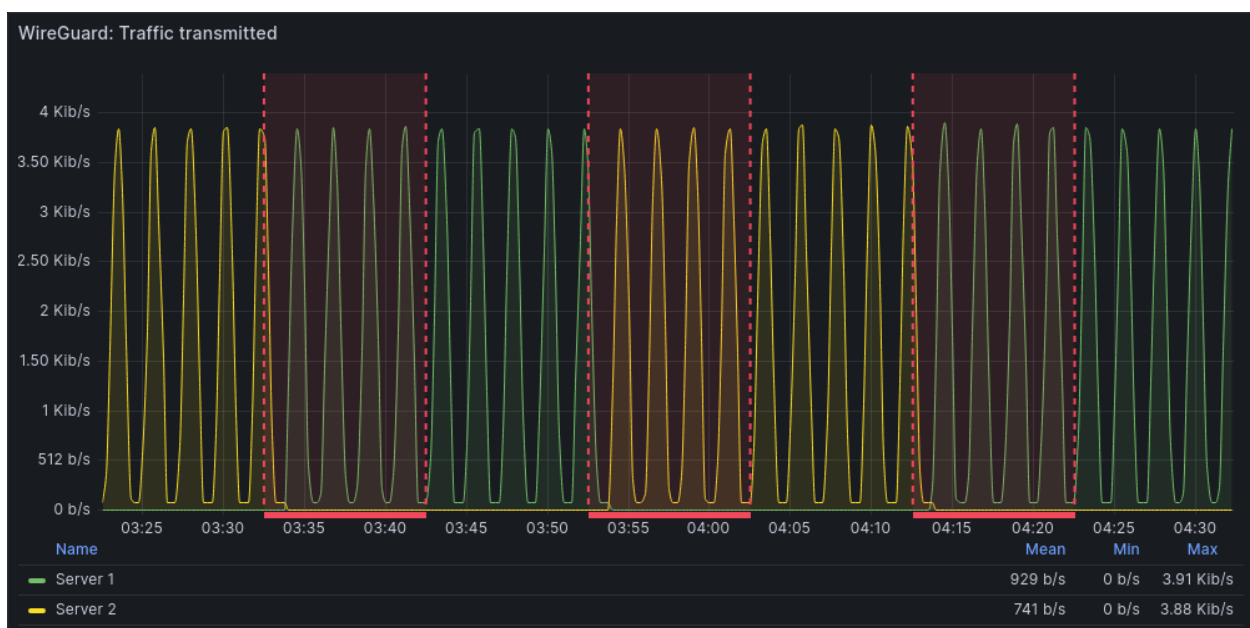 WireGuard: Traffic transmitted
4 Kib/s
3.50 Kib/s
3 Kib/s
2.50 Kib/s
2 Kib/s
1.50 Kib/s
1 Kib/s
512 b/s
0 b/s
03:25 03:30 03:35 03:40 03:45 03:50 03:55 04:00 04:05 04:10 04:15 04:20 04:25 04:30
Name Mean Min Max
Server 1 929 b/s 0 b/s 3.91 Kib/s
Server 2 741 b/s 0 b/s 3.88 Kib/s